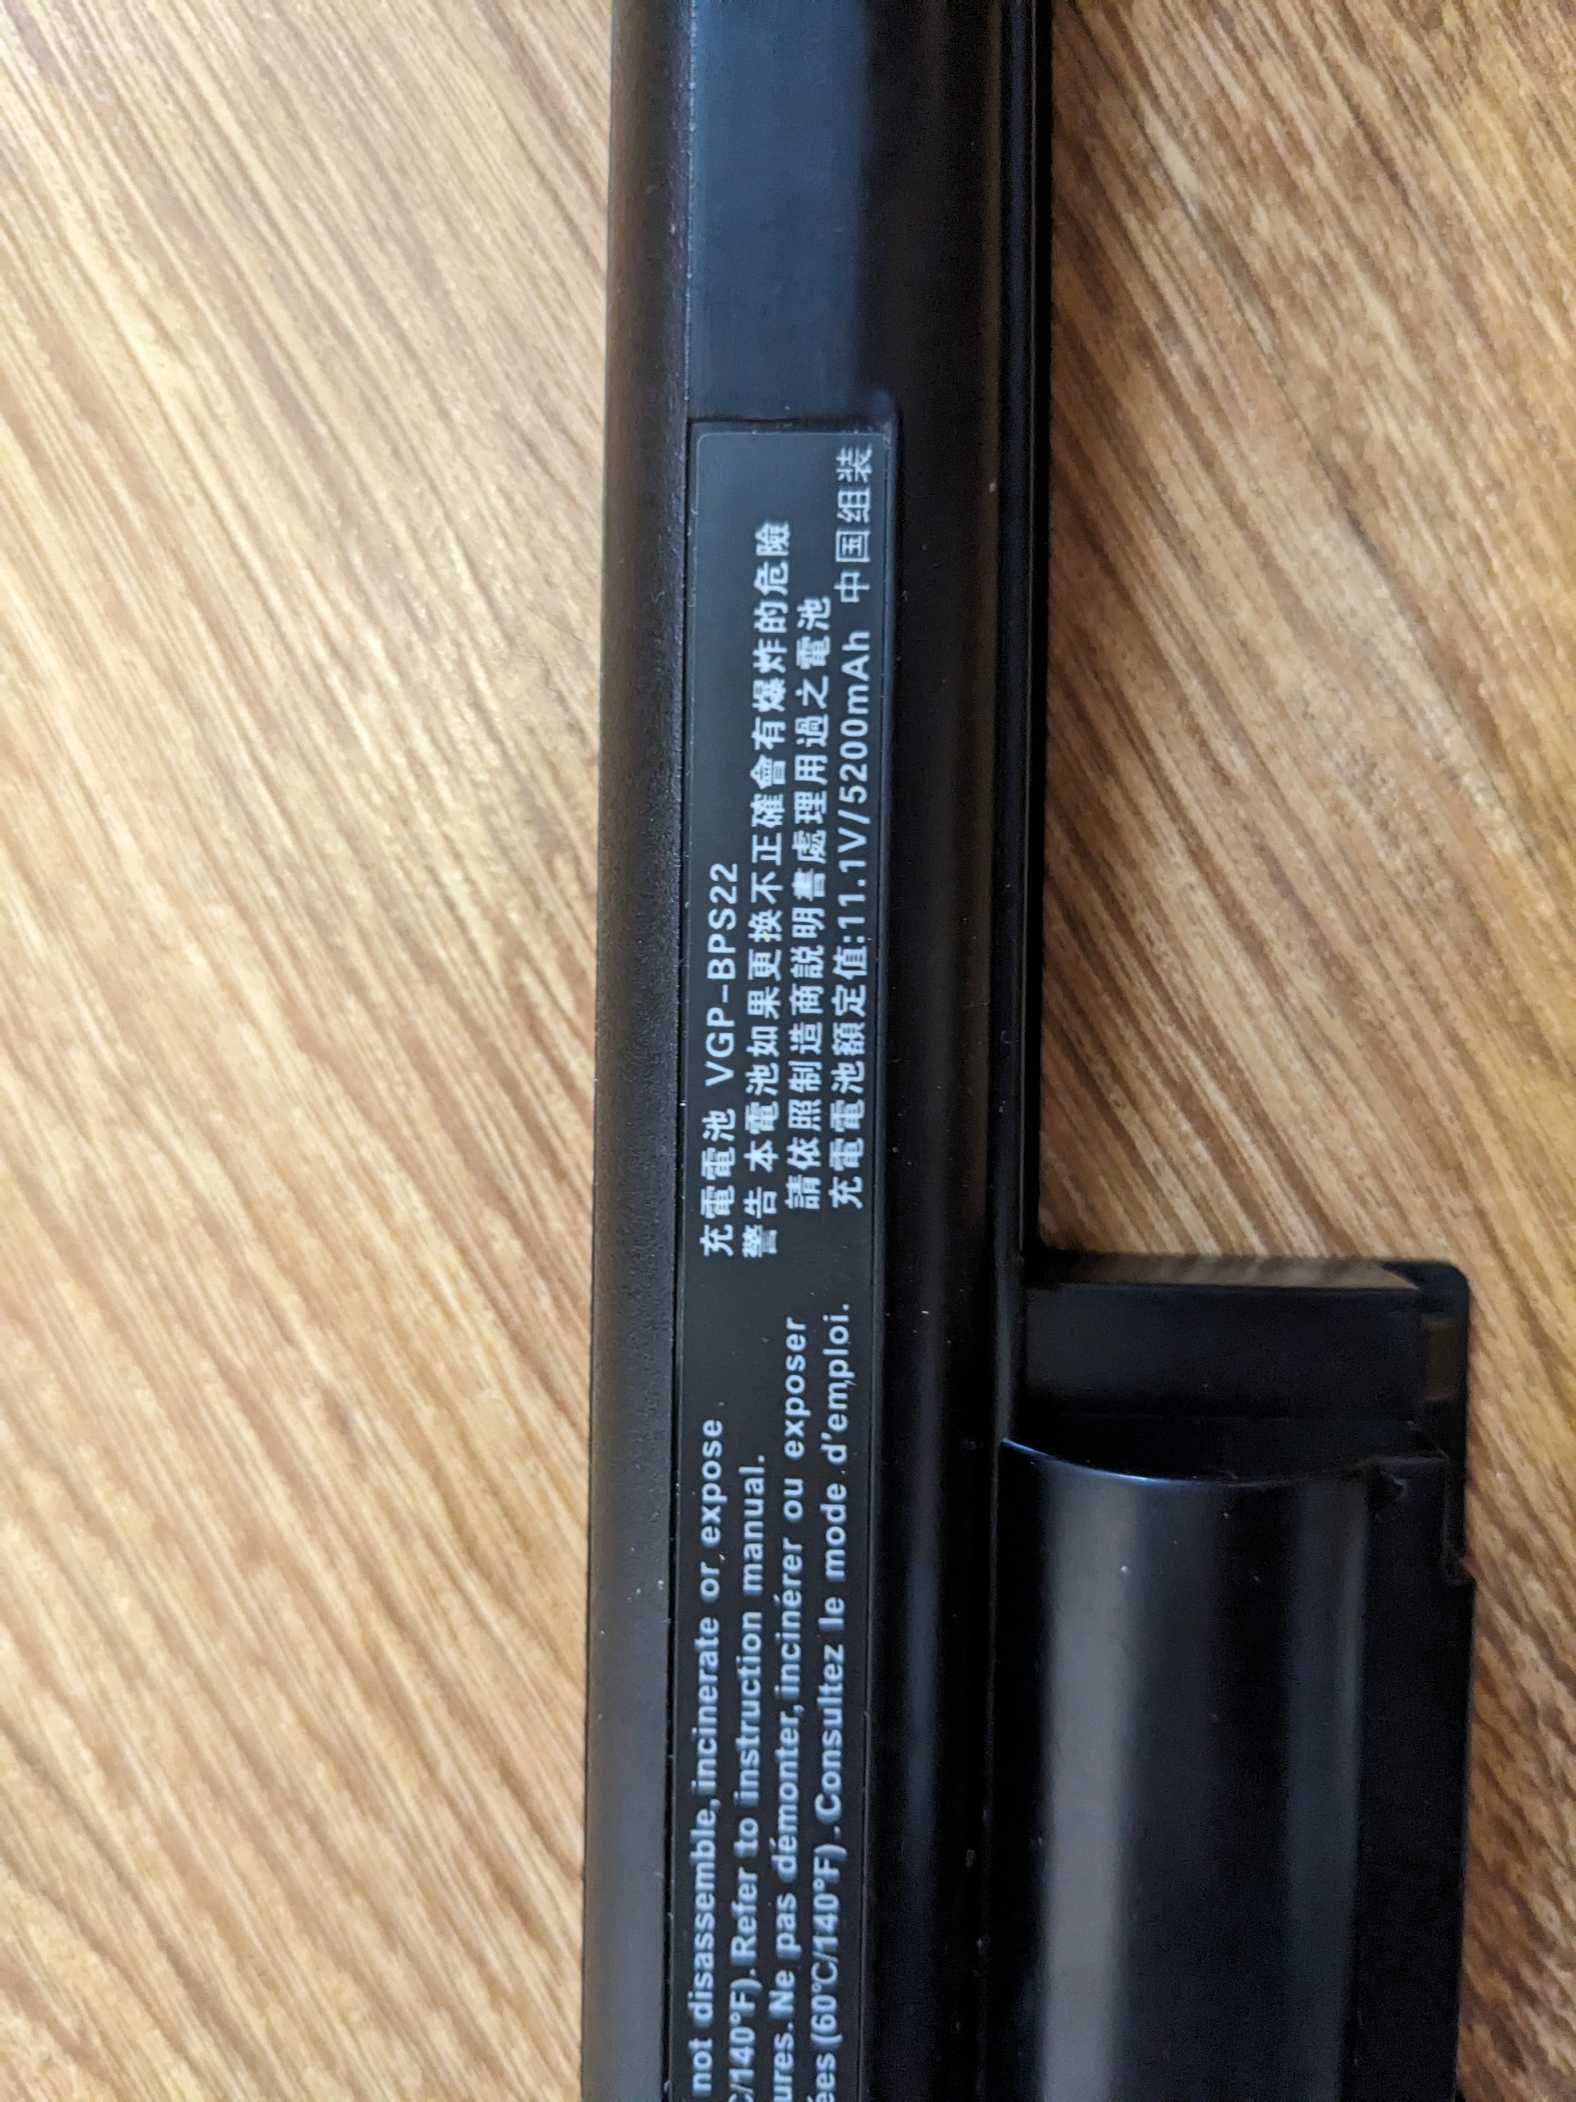 not disassemble, incinerate or expose
C/140°F). Refer to instruction manual.
ures. Ne pas démonter, incinérer ou exposer
ées (60℃/140°F). Consultez le mode d'emploi.
充電電池 VGP-BPS22
警告 本電池如果更換不正確會有爆炸的危險
請依照制造商説明書處理用過之電池
充電電池額定值:11.1V/5200mAh 中国组装